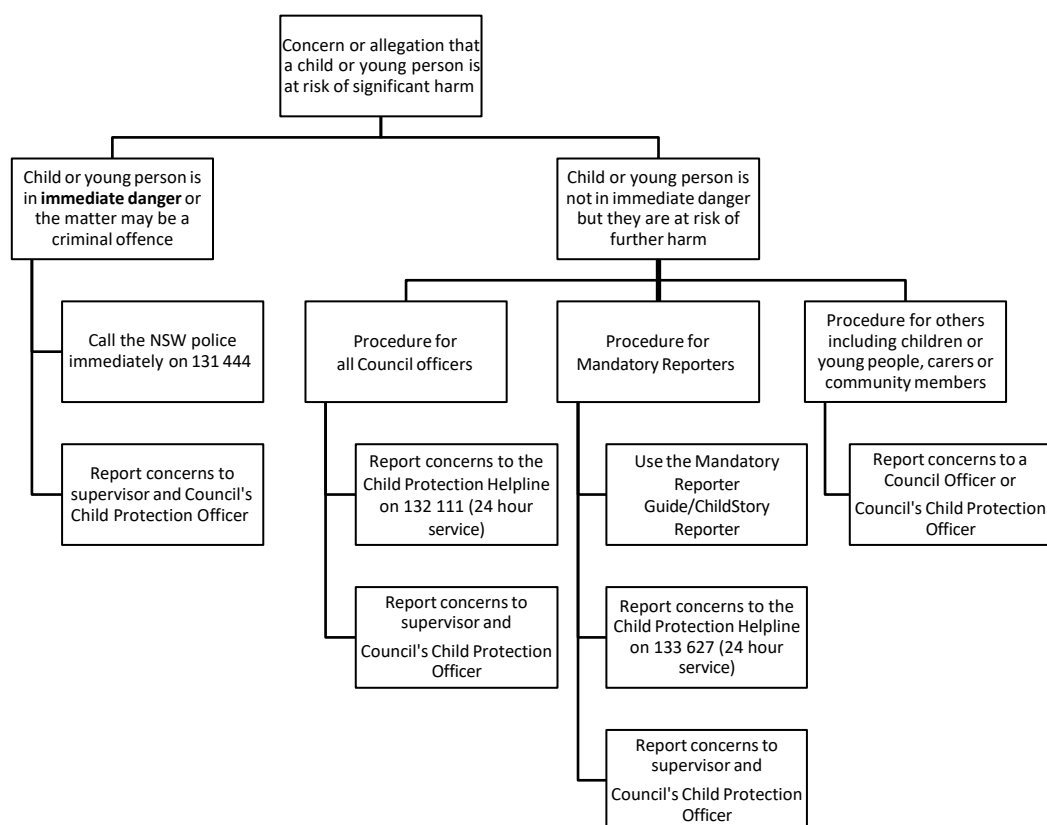 Concern or allegation that
a child or young person is
at risk of significant harm
Child or young person is
in immediate danger or
the matter may be a
criminal offence
Call the NSW police
immediately on 131 444
Report concerns to
supervisor and Council's
Child Protection Officer
Child or young person is
not in immediate danger
but they are at risk of
further harm
Procedure for
all Council officers
Report concerns to the
Child Protection Helpline
on 132 111 (24 hour
service)
Report concerns to
supervisor and
Council's Child Protection
Officer
Procedure for
Mandatory Reporters
Use the Mandatory
Reporter
Guide/ChildStory
Reporter
Report concerns to the
Child Protection Helpline
on 133 627 (24 hour
service)
Report concerns to
supervisor and
Council's Child Protection
Officer
Procedure for others
including children or
young people, carers or
community members
Report concerns to a
Council Officer or
Council's Child Protection
Officer